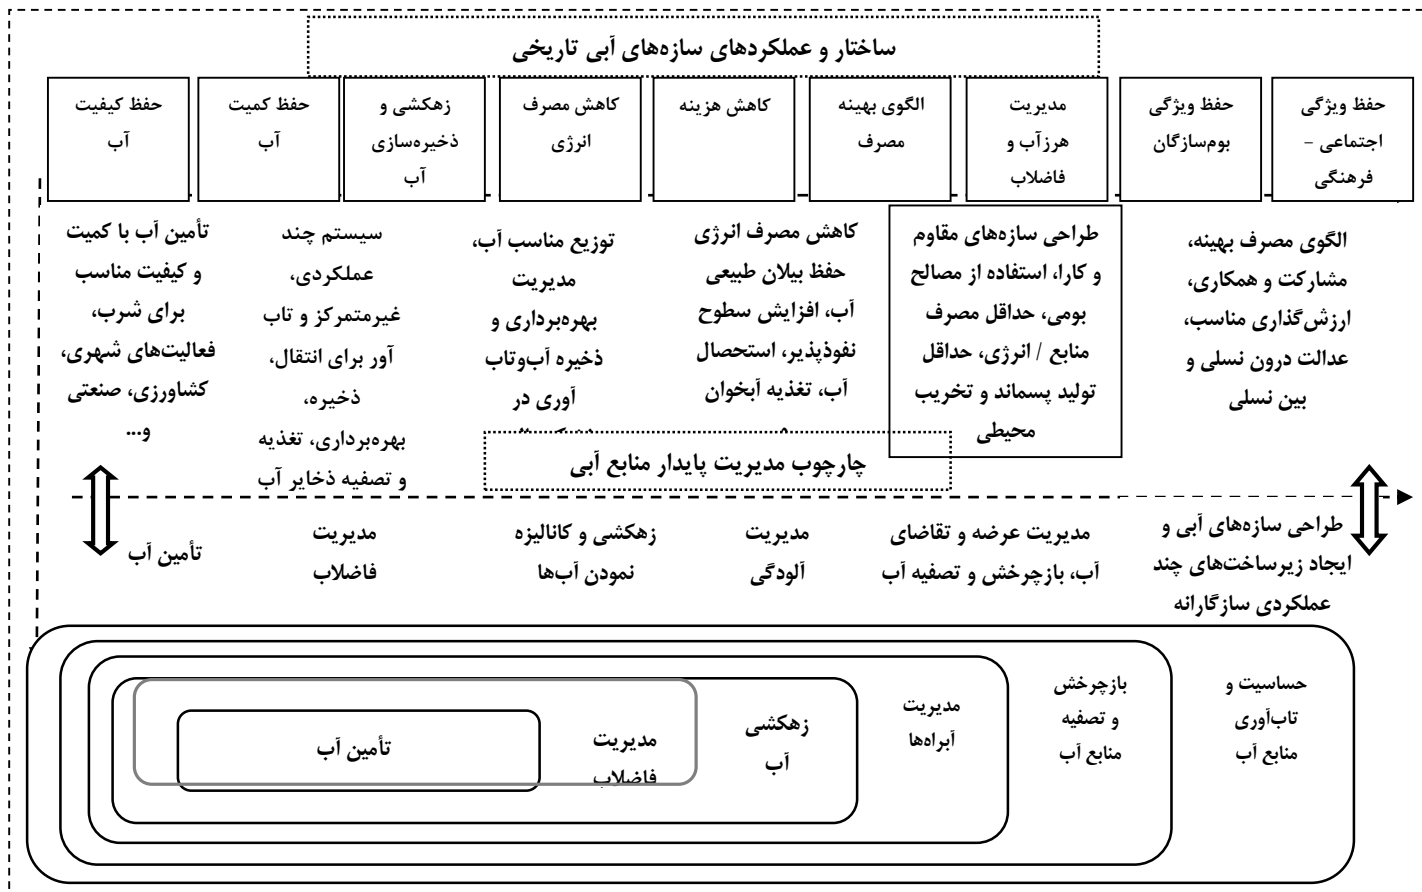 ساختار و عملکردهای سازه‌های آبی تاریخی
حفظ ویژگی
اجتماعی –
فرهنگی
حفظ ویژگی
بوم‌سازگان
مدیریت
هرزآب و
فاضلاب
الگوی بهینه
مصرف
کاهش هزینه
کاهش مصرف
انرژی
زهکشی و
ذخیره‌سازی
آب
حفظ کمیت
آب
حفظ کیفیت
آب
الگوی مصرف بهینه،
مشارکت و همکاری،
ارزش‌گذاری مناسب،
عدالت درون نسلی و
بین نسلی
طراحی سازه‌های مقاوم
و کارا، استفاده از مصالح
بومی، حداقل مصرف
منابع / انرژی، حداقل
تولید پسماند و تخریب
محیطی
کاهش مصرف انرژی
حفظ بیلان طبیعی
آب، افزایش سطوح
نفوذپذیر، استحصال
آب، تغذیه آبخوان
توزیع مناسب آب،
مدیریت
بهره‌برداری و
ذخیره آب‌وتاب
آوری در
سیستم چند
عملکردی،
غیرمتمرکز و تاب
آور برای انتقال،
ذخیره،
بهره‌برداری، تغذیه
و تصفیه ذخایر آب
تأمین آب با کمیت
و کیفیت مناسب
برای شرب،
فعالیت‌های شهری،
کشاورزی، صنعتی
و...
چارچوب مدیریت پایدار منابع آبی
طراحی سازه‌های آبی و
ایجاد زیرساخت‌های چند
عملکردی سازگارانه
مدیریت عرضه و تقاضای
آب، بازچرخش و تصفیه آب
مدیریت
آلودگی
زهکشی و کانالیزه
نمودن آب‌ها
مدیریت
فاضلاب
تأمین آب
حساسیت و
تاب‌آوری
منابع آب
بازچرخش
و تصفیه
منابع آب
مدیریت
آبراه‌ها
زهکشی
آب
مدیریت
فاضلاب
تأمین آب